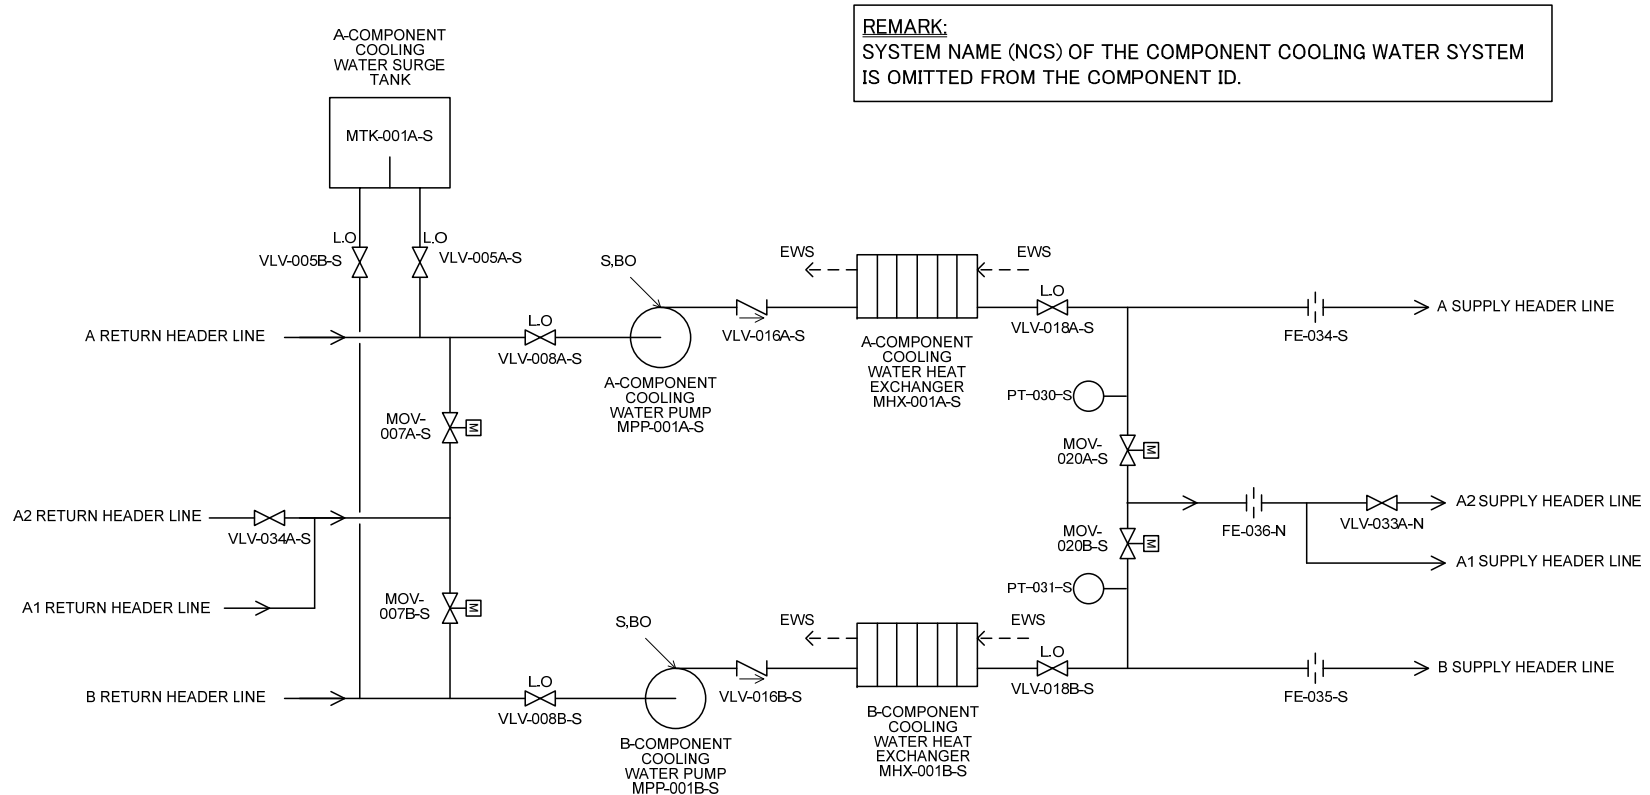 REMARK:
SYSTEM NAME (NCS) OF THE COMPONENT COOLING WATER SYSTEM
IS OMITTED FROM THE COMPONENT ID.
A-COMPONENT
COOLING
WATER SURGE
TANK
MTK-001A-S
L.O
VLV-005B-S
L.O
VLV-005A-S
A RETURN HEADER LINE
L.O
VLV-008A-S
S,BO
A-COMPONENT
COOLING
WATER PUMP
MPP-001A-S
VLV-016A-S
EWS
EWS
A-COMPONENT
COOLING
WATER HEAT
EXCHANGER
MHX-001A-S
L.O
VLV-018A-S
FE-034-S
A SUPPLY HEADER LINE
MOV-
007A-S
M
PT-030-S
MOV-
020A-S
M
A2 RETURN HEADER LINE
VLV-034A-S
A1 RETURN HEADER LINE
MOV-
007B-S
M
FE-036-N
VLV-033A-N
A2 SUPPLY HEADER LINE
A1 SUPPLY HEADER LINE
MOV-
020B-S
M
PT-031-S
B RETURN HEADER LINE
L.O
VLV-008B-S
S,BO
B-COMPONENT
COOLING
WATER PUMP
MPP-001B-S
VLV-016B-S
EWS
EWS
B-COMPONENT
COOLING
WATER HEAT
EXCHANGER
MHX-001B-S
L.O
VLV-018B-S
FE-035-S
B SUPPLY HEADER LINE